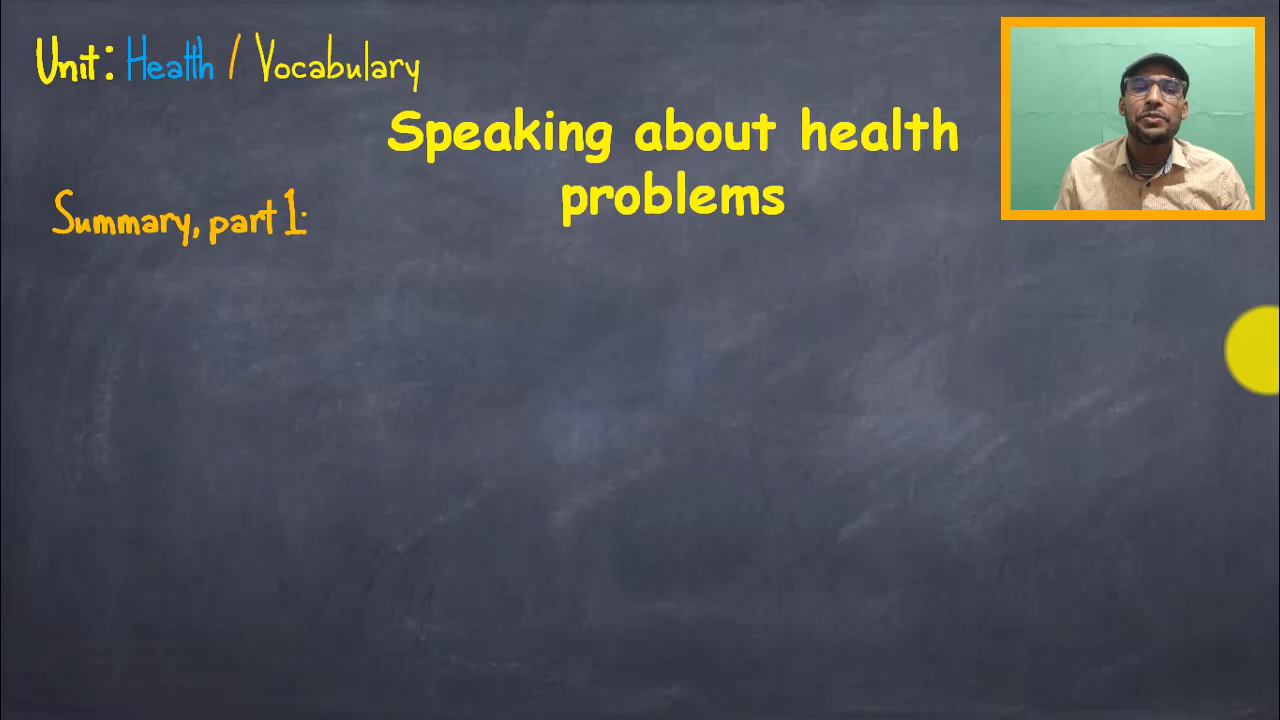 Unit: Health / Vocabulary
Speaking about health
problems
Summary, part 1: